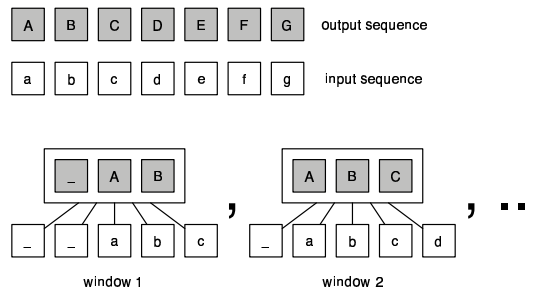 A B C D E F G output sequence
a b c d e f g input sequence
_ A B , A B C , ..
_ _ a b c _ a b c d
window 1 window 2